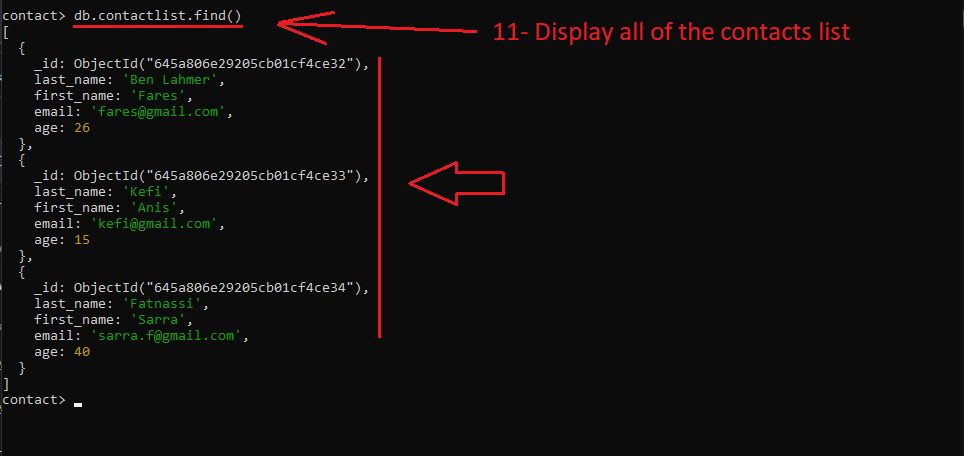 contact> db.contactlist.find()
11- Display all of the contacts list
[
  {
    _id: ObjectId("645a806e29205cb01cf4ce32"),
    last_name: 'Ben Lahmer',
    first_name: 'Fares',
    email: 'fares@gmail.com',
    age: 26
  },
  {
    _id: ObjectId("645a806e29205cb01cf4ce33"),
    last_name: 'Kefi',
    first_name: 'Anis',
    email: 'kefi@gmail.com',
    age: 15
  },
  {
    _id: ObjectId("645a806e29205cb01cf4ce34"),
    last_name: 'Fatnassi',
    first_name: 'Sarra',
    email: 'sarra.f@gmail.com',
    age: 40
  }
]
contact>